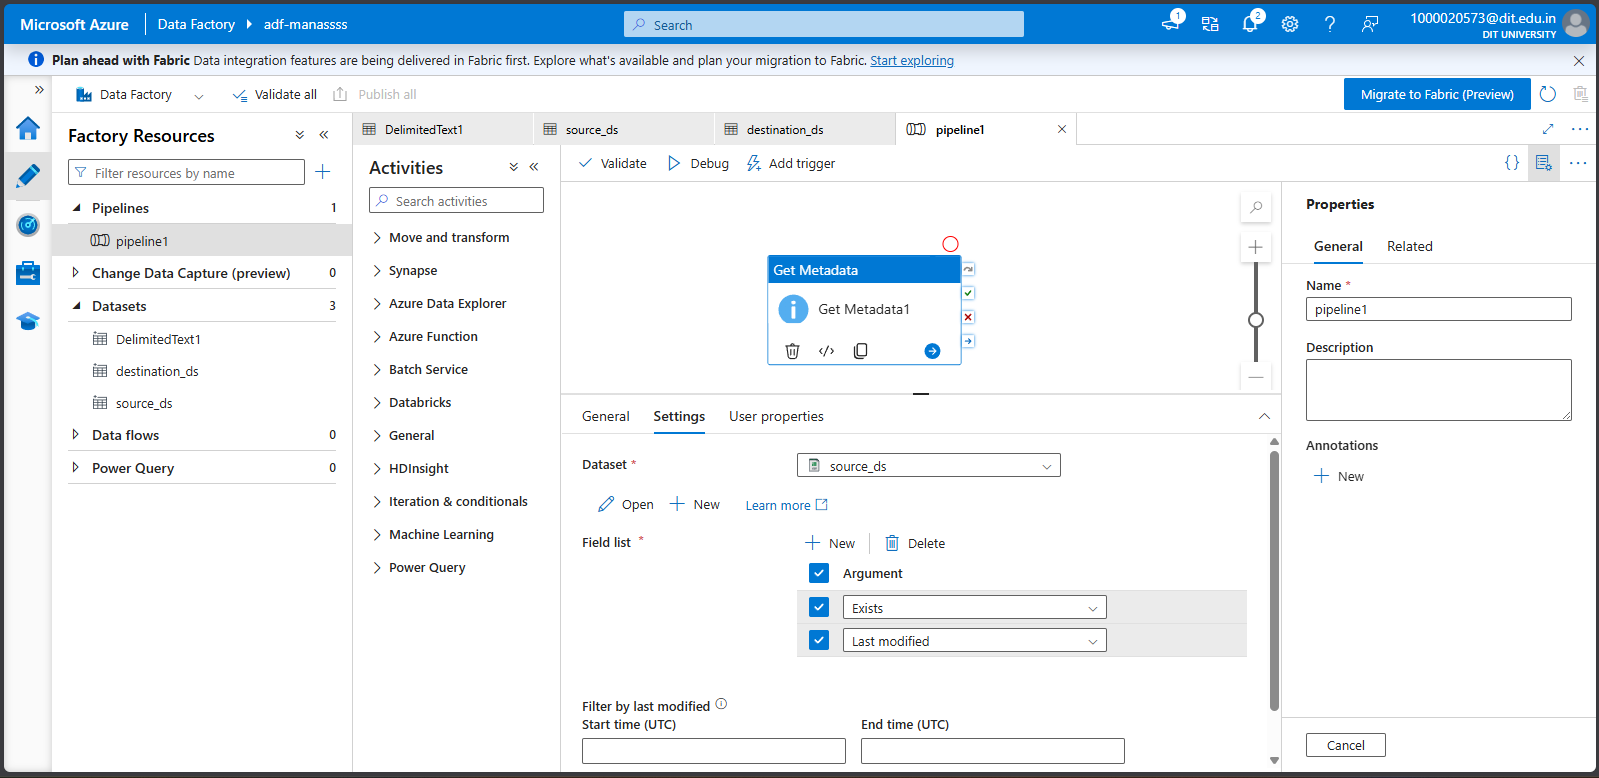 Microsoft Azure
Data Factory
adf-manassss
Search
1
2
1000020573@dit.edu.in
DIT UNIVERSITY
Plan ahead with Fabric Data integration features are being delivered in Fabric first. Explore what's available and plan your migration to Fabric. Start exploring
Data Factory
Validate all
Publish all
Migrate to Fabric (Preview)
Factory Resources
Filter resources by name
Pipelines 1
pipeline1
Change Data Capture (preview) 0
Datasets 3
DelimitedText1
destination_ds
source_ds
Data flows 0
Power Query 0
DelimitedText1
source_ds
destination_ds
pipeline1
Activities
Search activities
Move and transform
Synapse
Azure Data Explorer
Azure Function
Batch Service
Databricks
General
HDInsight
Iteration & conditionals
Machine Learning
Power Query
Validate
Debug
Add trigger
Get Metadata
Get Metadata1
General
Settings
User properties
Dataset *
source_ds
Open
New
Learn more
Field list *
New
Delete
Argument
Exists
Last modified
Filter by last modified
Start time (UTC)
End time (UTC)
Properties
General
Related
Name *
pipeline1
Description
Annotations
New
Cancel